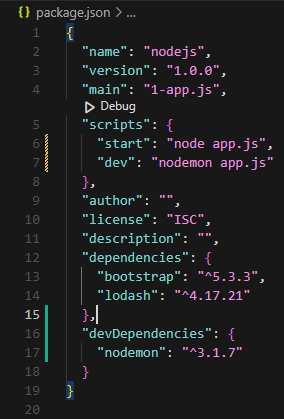 {} package.json > ...
1 {
2 "name": "nodejs",
3 "version": "1.0.0",
4 "main": "1-app.js",
Debug
5 "scripts": {
6 "start": "node app.js",
7 "dev": "nodemon app.js"
8 },
9 "author": "",
10 "license": "ISC",
11 "description": "",
12 "dependencies": {
13 "bootstrap": "^5.3.3",
14 "lodash": "^4.17.21"
15 },
16 "devDependencies": {
17 "nodemon": "^3.1.7"
18 }
19 }
20